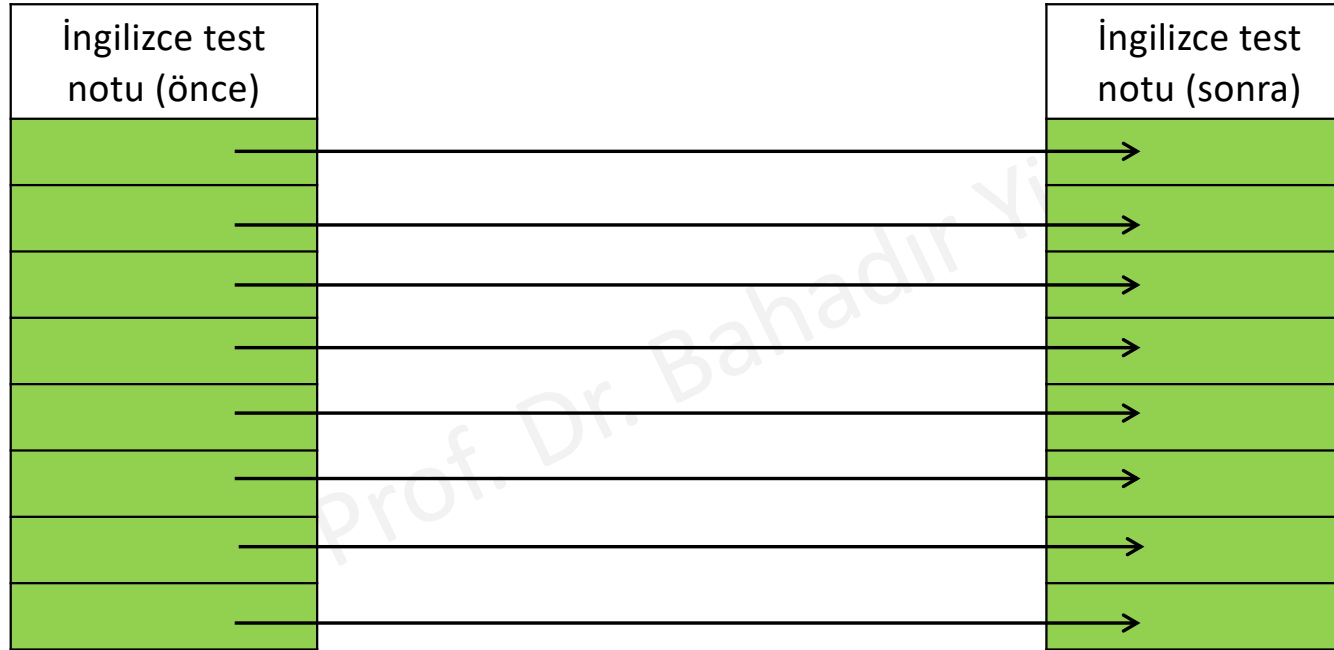 İngilizce test
notu (önce)
İngilizce test
notu (sonra)
Prof. Dr. Bahadır